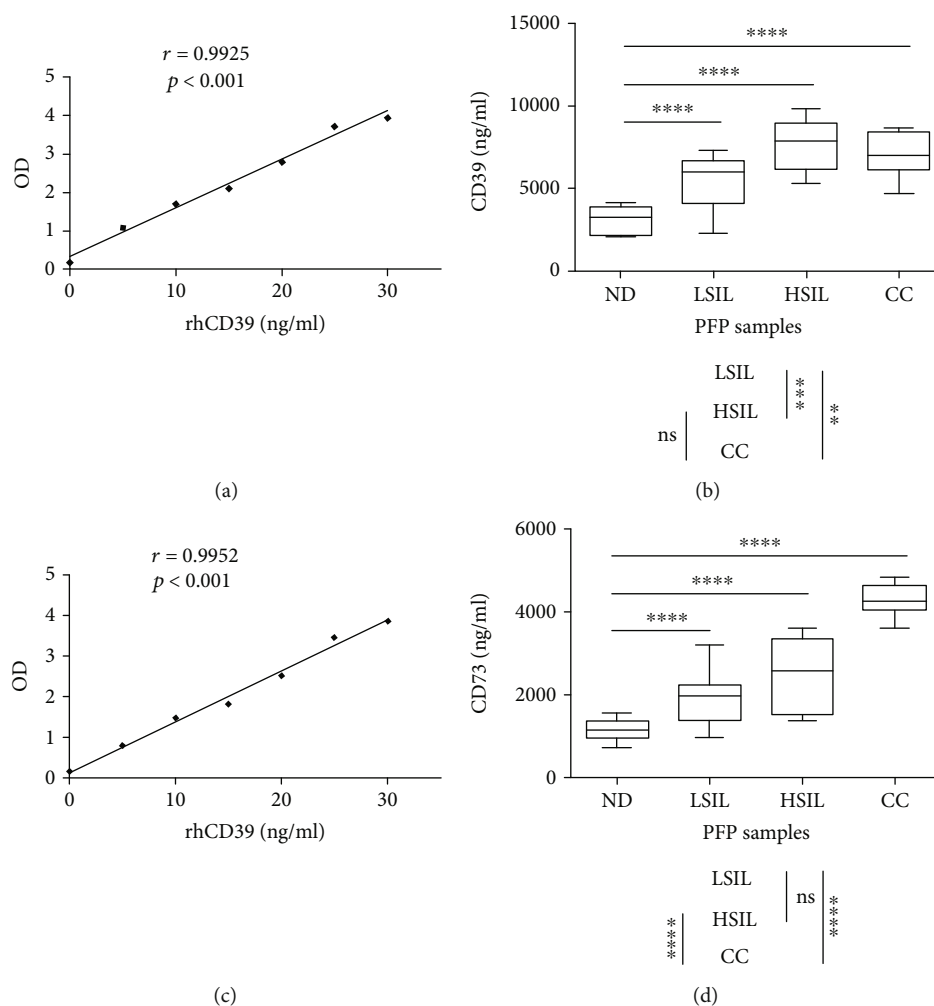 r = 0.9925
p < 0.001
5
4
3
2
1
0
OD
0 10 20 30
rhCD39 (ng/ml)
(a)
15000
10000
5000
0
CD39 (ng/ml)
****
****
****
ND LSIL HSIL CC
PFP samples
LSIL
HSIL
CC
ns
***
**
(b)
r = 0.9952
p < 0.001
5
4
3
2
1
0
OD
0 10 20 30
rhCD39 (ng/ml)
(c)
6000
4000
2000
0
CD73 (ng/ml)
****
****
****
ND LSIL HSIL CC
PFP samples
LSIL
HSIL
CC
****
ns
****
(d)